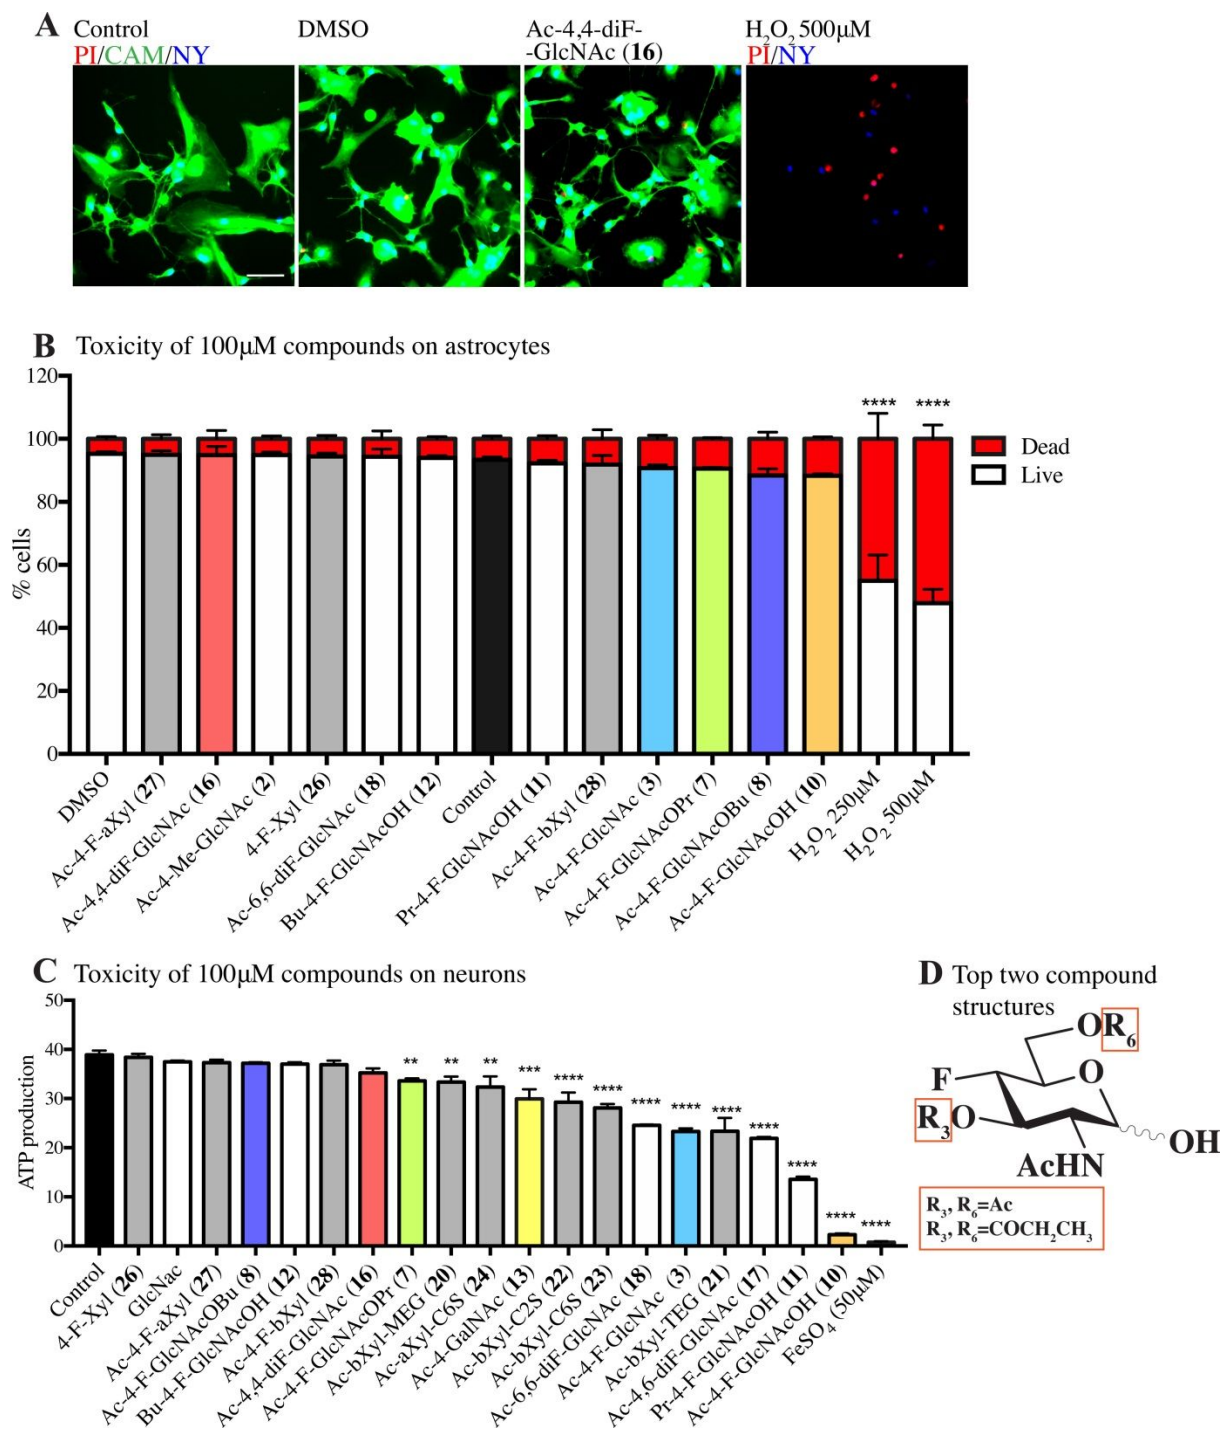 A
Control
PI/CAM/NY
DMSO
Ac-4,4-diF-
-GlcNAc (16)
H₂O₂ 500µM
PI/NY
B Toxicity of 100µM compounds on astrocytes
% cells
120
100
80
60
40
20
0
**** ****
Dead
Live
DMSO
Ac-4-F-aXyl (27)
Ac-4,4-diF-GlcNAc (16)
Ac-4-Me-GlcNAc (2)
4-F-Xyl (26)
Ac-6,6-diF-GlcNAc (18)
Bu-4-F-GlcNAcOH (12)
Control
Pr-4-F-GlcNAcOH (11)
Ac-4-F-bXyl (28)
Ac-4-F-GlcNAc (3)
Ac-4-F-GlcNAcOPr (7)
Ac-4-F-GlcNAcOBu (8)
Ac-4-F-GlcNAcOH (10)
H₂O₂ 250µM
H₂O₂ 500µM
C Toxicity of 100µM compounds on neurons
ATP production
50
40
30
20
10
0
** ** ** *** **** **** **** **** **** **** **** **** ****
Control
4-F-Xyl (26)
GlcNac
Ac-4-F-aXyl (27)
Ac-4-F-GlcNAcOBu (8)
Bu-4-F-GlcNAcOH (12)
Ac-4-F-bXyl (28)
Ac-4,4-diF-GlcNAc (16)
Ac-4-F-GlcNAcOPr (7)
Ac-bXyl-MEG (20)
Ac-aXyl-C6S (24)
Ac-4-GalNAc (13)
Ac-bXyl-C2S (22)
Ac-bXyl-C6S (23)
Ac-6,6-diF-GlcNAc (18)
Ac-4-F-GlcNAc (3)
Ac-bXyl-TEG (21)
Ac-4,6-diF-GlcNAc (17)
Pr-4-F-GlcNAcOH (11)
Ac-4-F-GlcNAcOH (10)
FeSO₄ (50µM)
D Top two compound
structures
OR₆
F
O
R₃O
OH
AcHN
R₃, R₆=Ac
R₃, R₆=COCH₂CH₃